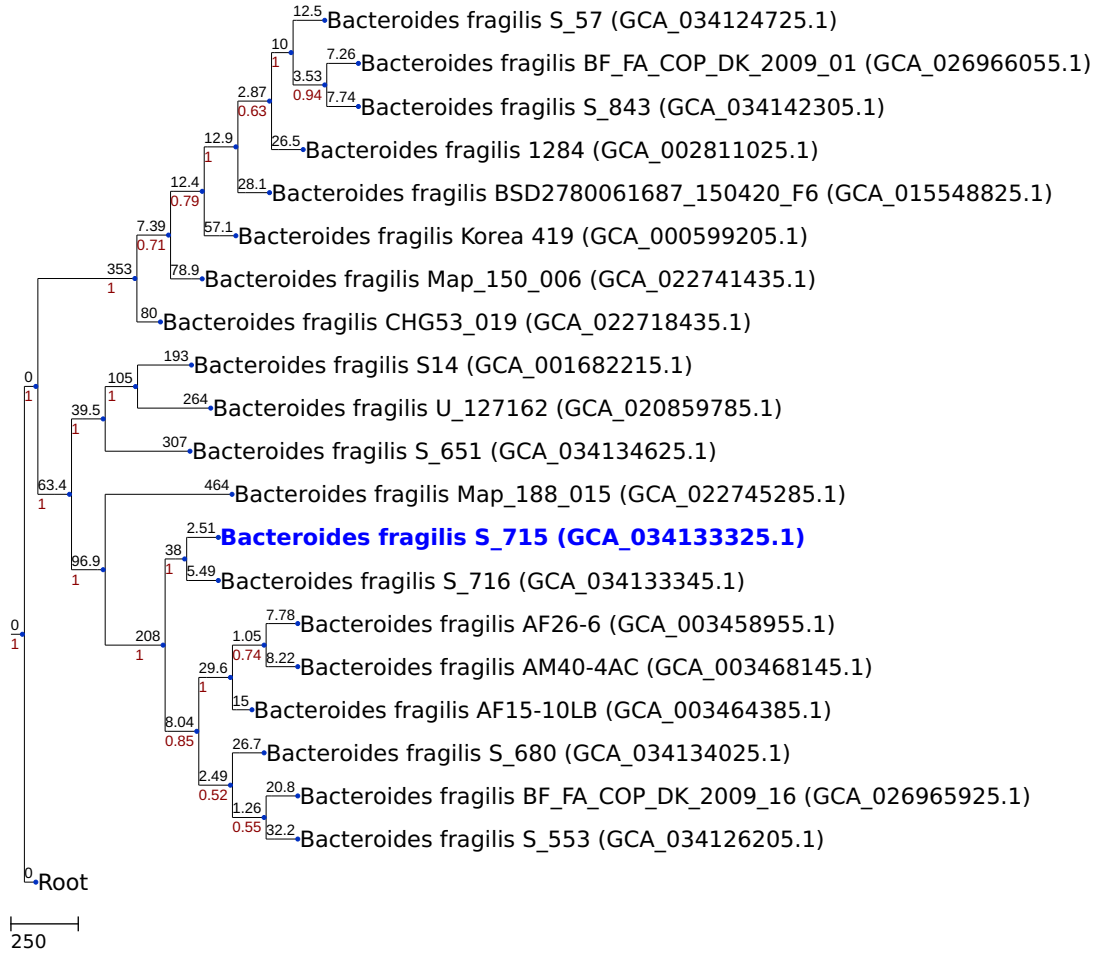 12.5
Bacteroides fragilis S_57 (GCA_034124725.1)
10
1
7.26
Bacteroides fragilis BF_FA_COP_DK_2009_01 (GCA_026966055.1)
3.53
0.94
7.74
Bacteroides fragilis S_843 (GCA_034142305.1)
2.87
0.63
26.5
Bacteroides fragilis 1284 (GCA_002811025.1)
12.9
1
28.1
Bacteroides fragilis BSD2780061687_150420_F6 (GCA_015548825.1)
12.4
0.79
57.1
Bacteroides fragilis Korea 419 (GCA_000599205.1)
7.39
0.71
78.9
Bacteroides fragilis Map_150_006 (GCA_022741435.1)
353
1
80
Bacteroides fragilis CHG53_019 (GCA_022718435.1)
0
1
193
Bacteroides fragilis S14 (GCA_001682215.1)
105
1
264
Bacteroides fragilis U_127162 (GCA_020859785.1)
39.5
1
307
Bacteroides fragilis S_651 (GCA_034134625.1)
63.4
1
464
Bacteroides fragilis Map_188_015 (GCA_022745285.1)
96.9
1
2.51
Bacteroides fragilis S_715 (GCA_034133325.1)
38
1
5.49
Bacteroides fragilis S_716 (GCA_034133345.1)
208
1
7.78
Bacteroides fragilis AF26-6 (GCA_003458955.1)
1.05
0.74
8.22
Bacteroides fragilis AM40-4AC (GCA_003468145.1)
29.6
1
15
Bacteroides fragilis AF15-10LB (GCA_003464385.1)
8.04
0.85
26.7
Bacteroides fragilis S_680 (GCA_034134025.1)
2.49
0.52
20.8
Bacteroides fragilis BF_FA_COP_DK_2009_16 (GCA_026965925.1)
1.26
0.55
32.2
Bacteroides fragilis S_553 (GCA_034126205.1)
0
1
0
Root
250